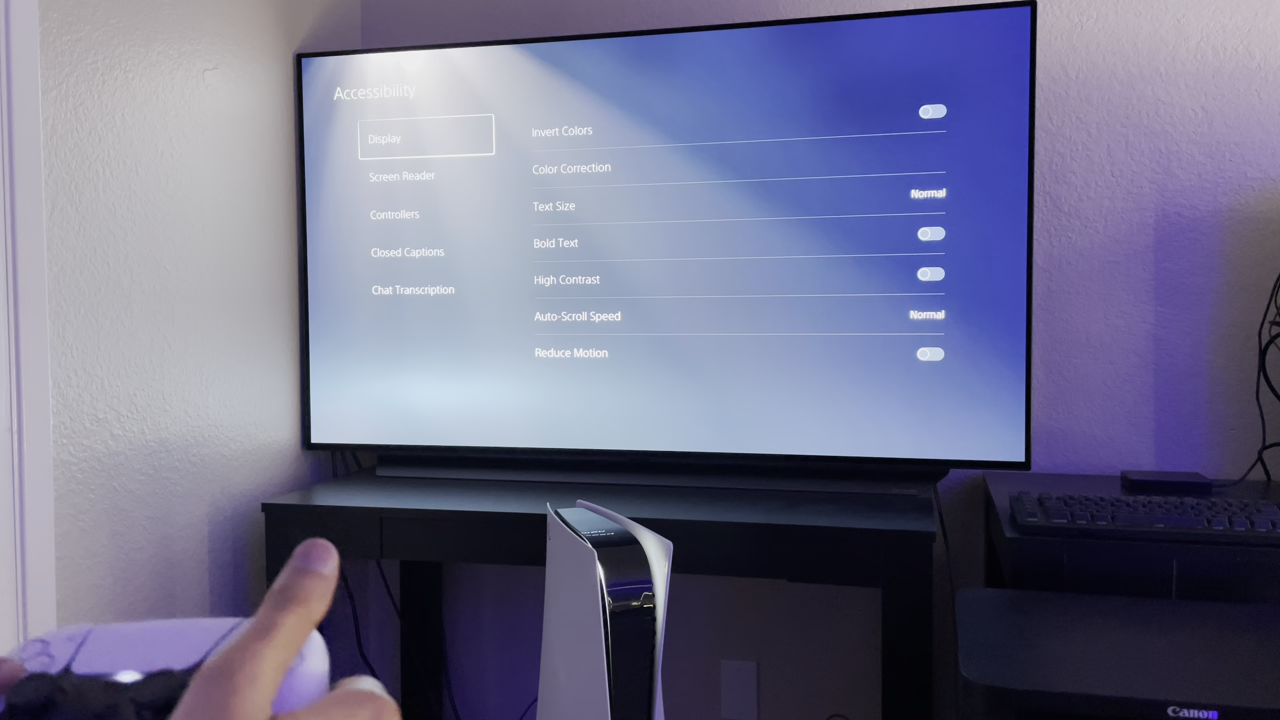 Accessibility
Display
Screen Reader
Controllers
Closed Captions
Chat Transcription
Invert Colors
Color Correction
Text Size Normal
Bold Text
High Contrast
Auto-Scroll Speed Normal
Reduce Motion
Canon